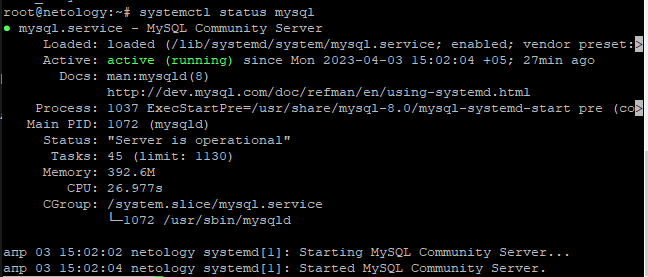 root@netology:~# systemctl status mysql
● mysql.service - MySQL Community Server
Loaded: loaded (/lib/systemd/system/mysql.service; enabled; vendor preset:>
Active: active (running) since Mon 2023-04-03 15:02:04 +05; 27min ago
Docs: man:mysqld(8)
http://dev.mysql.com/doc/refman/en/using-systemd.html
Process: 1037 ExecStartPre=/usr/share/mysql-8.0/mysql-systemd-start pre (co>
Main PID: 1072 (mysqld)
Status: "Server is operational"
Tasks: 45 (limit: 1130)
Memory: 392.6M
CPU: 26.977s
CGroup: /system.slice/mysql.service
└─1072 /usr/sbin/mysqld
апр 03 15:02:02 netology systemd[1]: Starting MySQL Community Server...
апр 03 15:02:04 netology systemd[1]: Started MySQL Community Server.